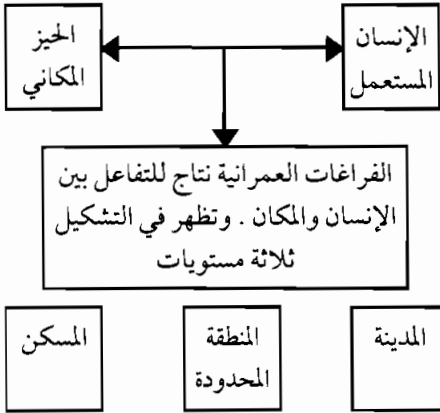 الإنسان
المستعمل
الحيز
المكاني
الفراغات العمرانية نتاج للتفاعل بين
الإنسان والمكان . وتظهر في التشكيل
ثلاثة مستويات
المدينة
المنطقة
المحدودة
المسكن